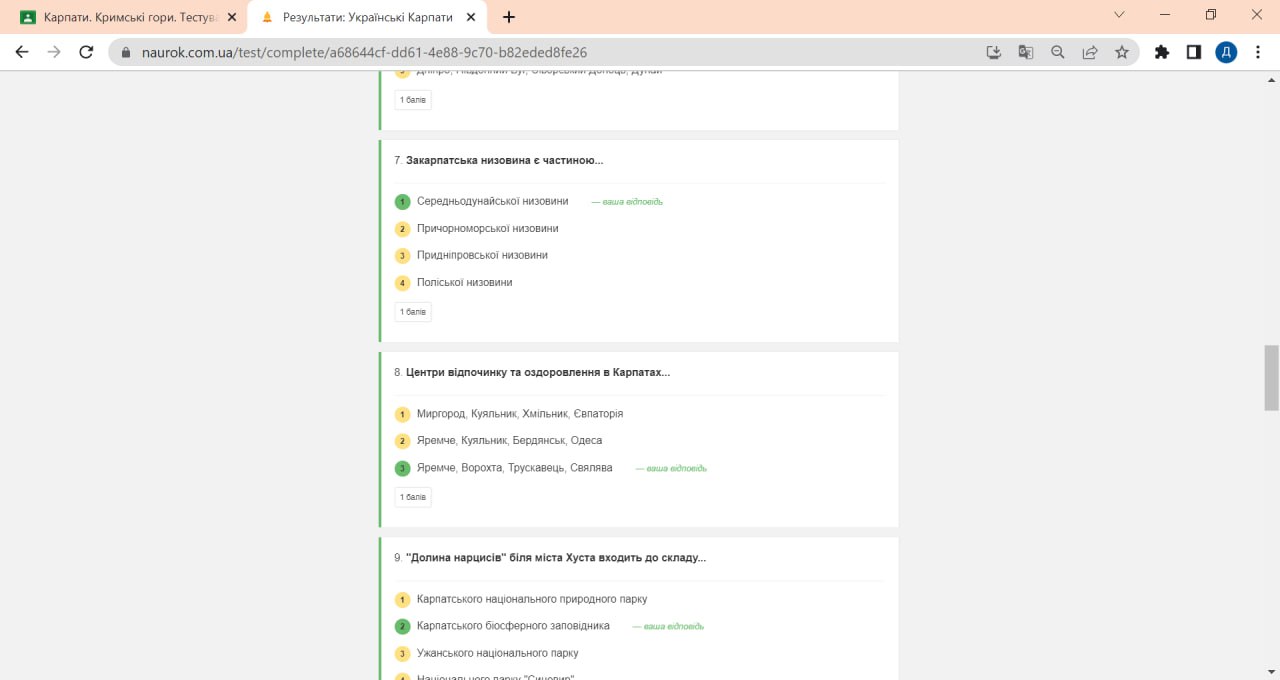 Карпати. Кримські гори. Тестува
Результати: Українські Карпати
naurok.com.ua/test/complete/a68644cf-dd61-4e88-9c70-b82eded8fe26
Д
1 балів
7. Закарпатська низовина є частиною...
1 Середньодунайської низовини — ваша відповідь
2 Причорноморської низовини
3 Придніпровської низовини
4 Поліської низовини
1 балів
8. Центри відпочинку та оздоровлення в Карпатах...
1 Миргород, Куяльник, Хмільник, Євпаторія
2 Яремче, Куяльник, Бердянськ, Одеса
3 Яремче, Ворохта, Трускавець, Свялява — ваша відповідь
1 балів
9. "Долина нарцисів" біля міста Хуста входить до складу...
1 Карпатського національного природного парку
2 Карпатського біосферного заповідника — ваша відповідь
3 Ужанського національного парку
4 Національного парку "Синевир"